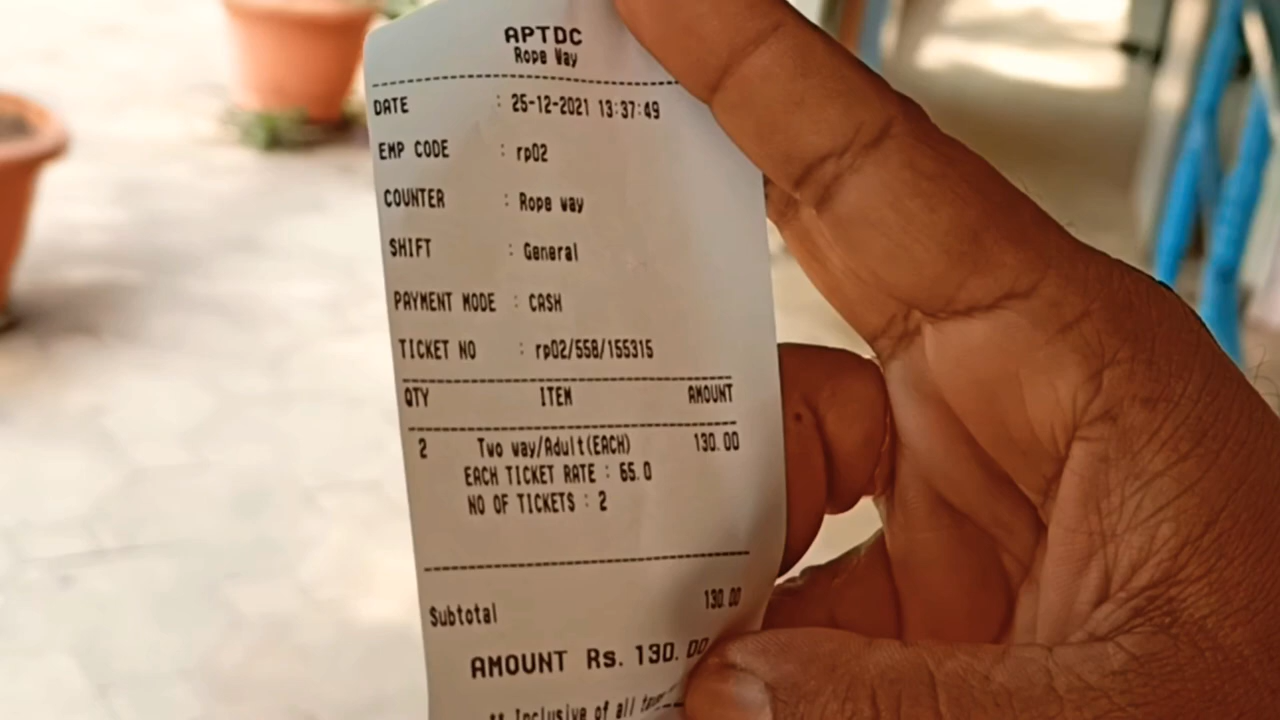 APTDC
Rope Way
DATE : 25-12-2021 13:37:49
EMP CODE : rp02
COUNTER : Rope way
SHIFT : General
PAYMENT MODE : CASH
TICKET NO : rp02/558/155315
QTY ITEM AMOUNT
2 Two way/Adult(EACH) 130.00
EACH TICKET RATE : 65.0
NO OF TICKETS : 2
Subtotal 130.00
AMOUNT Rs. 130.00
** Inclusive of all